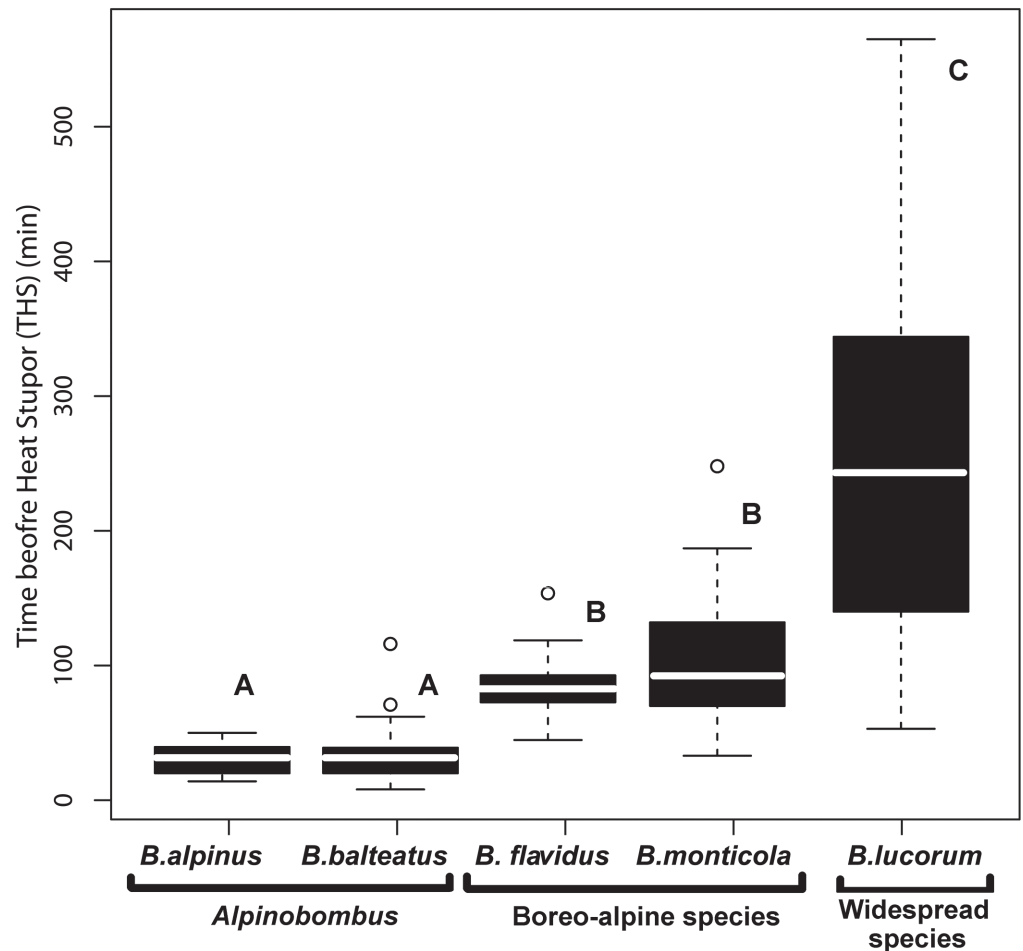 Time beofre Heat Stupor (THS) (min)
500
400
300
200
100
0
C
B
B
A
A
B.alpinus B.balteatus B. flavidus B.monticola B.lucorum
Alpinobombus Boreo-alpine species Widespread
species